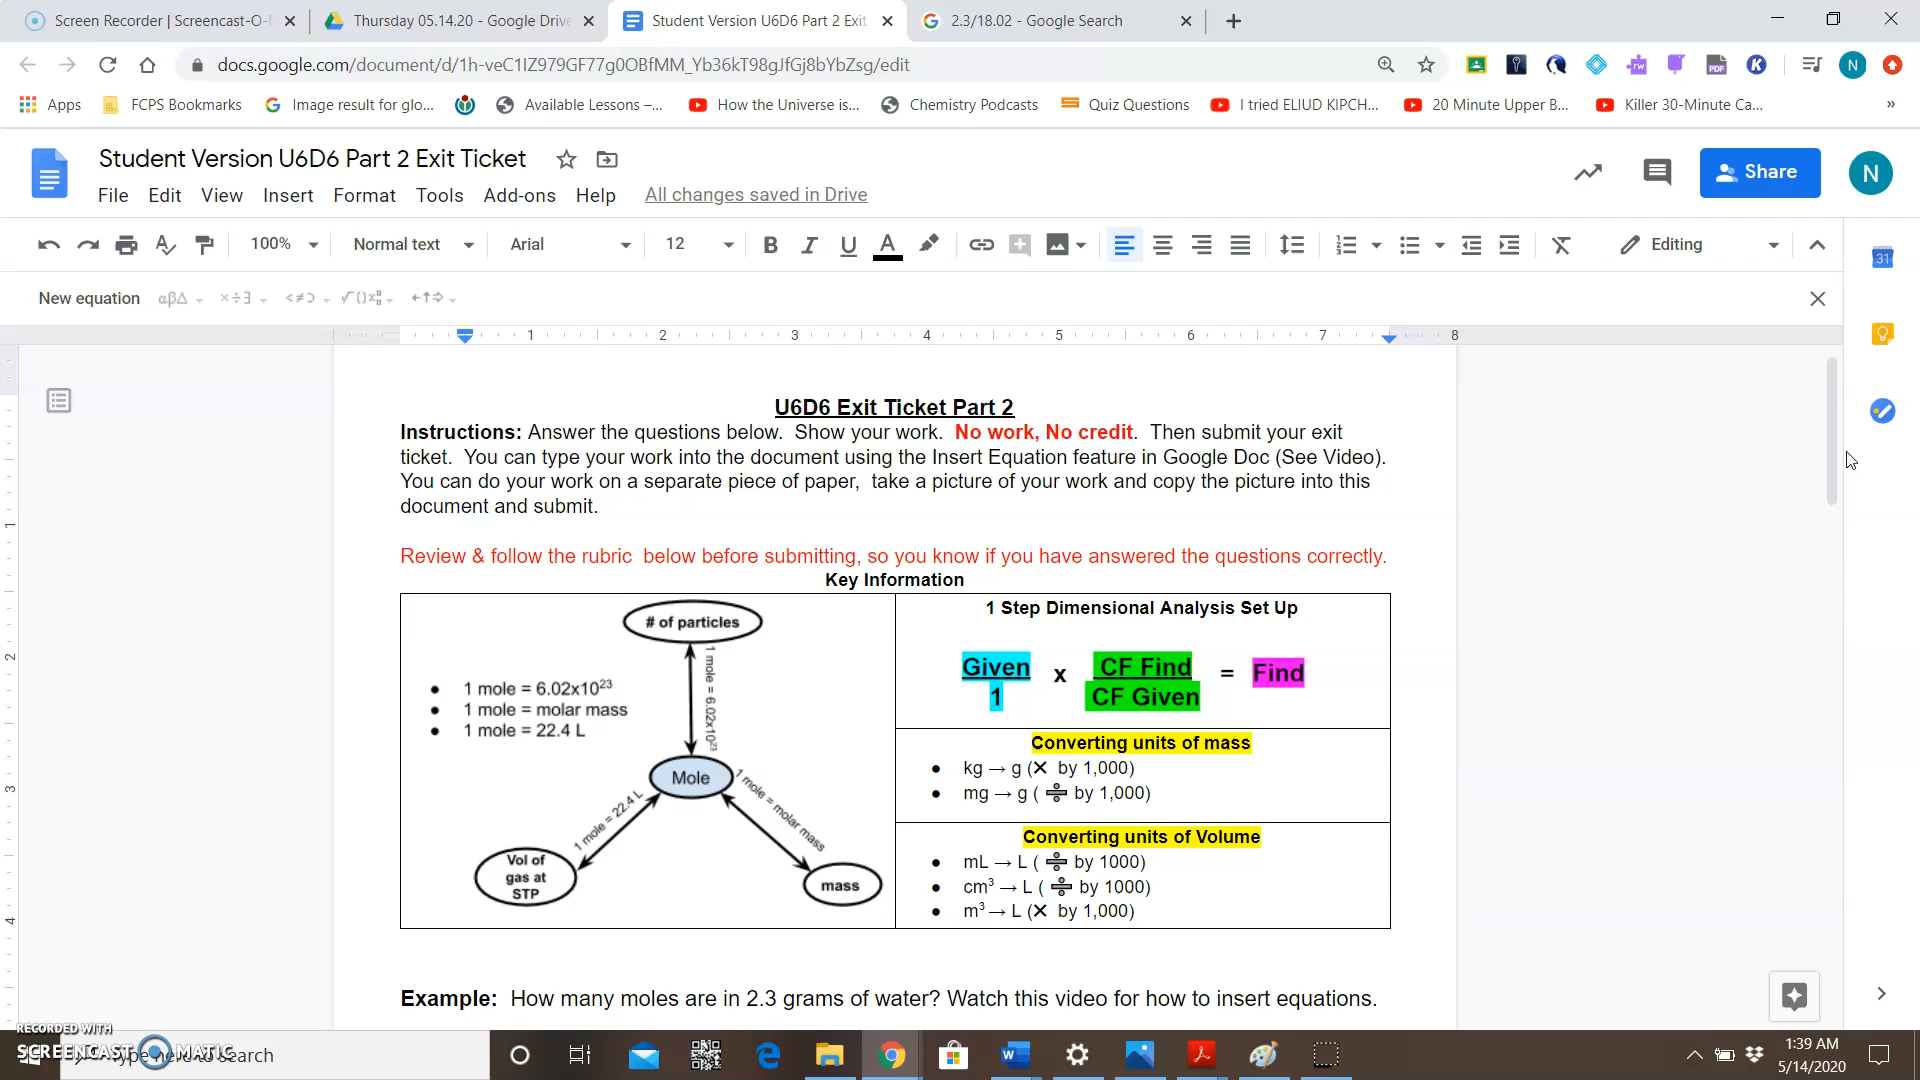 Screen Recorder | Screencast-O-
Thursday 05.14.20 - Google Drive
Student Version U6D6 Part 2 Exit
2.3/18.02 - Google Search
docs.google.com/document/d/1h-veC1IZ979GF77g0OBfMM_Yb36kT98gJfGj8bYbZsg/edit
Apps
FCPS Bookmarks
Image result for glo...
Available Lessons –...
How the Universe is...
Chemistry Podcasts
Quiz Questions
I tried ELIUD KIPCH...
20 Minute Upper B...
Killer 30-Minute Ca...
Student Version U6D6 Part 2 Exit Ticket
File Edit View Insert Format Tools Add-ons Help All changes saved in Drive
Share
N
100% Normal text Arial 12 Editing
New equation
1 2 3 4 5 6 7 8
U6D6 Exit Ticket Part 2
Instructions: Answer the questions below. Show your work. No work, No credit. Then submit your exit
ticket. You can type your work into the document using the Insert Equation feature in Google Doc (See Video).
You can do your work on a separate piece of paper, take a picture of your work and copy the picture into this
document and submit.
Review & follow the rubric below before submitting, so you know if you have answered the questions correctly.
Key Information
# of particles
1 mole = 6.02x10²³
• 1 mole = 6.02x10²³
• 1 mole = molar mass
• 1 mole = 22.4 L
Mole
1 mole = 22.4 L
1 mole = molar mass
Vol of
gas at
STP
mass
1 Step Dimensional Analysis Set Up
Given x CF Find = Find
1 CF Given
Converting units of mass
• kg → g (✕ by 1,000)
• mg → g ( ➗ by 1,000)
Converting units of Volume
• mL → L ( ➗ by 1000)
• cm³ → L ( ➗ by 1000)
• m³ → L (✕ by 1,000)
Example: How many moles are in 2.3 grams of water? Watch this video for how to insert equations.
RECORDED WITH
SCREENCAST MATIC
Type here to search
1:39 AM
5/14/2020